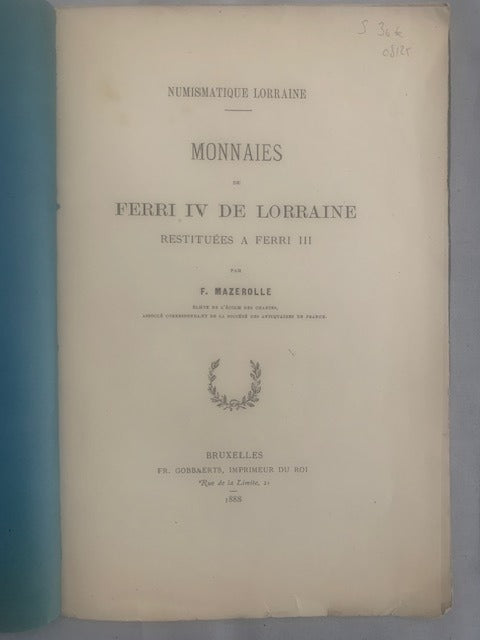 NUMISMATIQUE LORRAINE
MONNAIES
DE
FERRI IV DE LORRAINE
RESTITUÉES A FERRI III
PAR
F. MAZEROLLE
ÉLÈVE DE L'ÉCOLE DES CHARTES,
ASSOCIÉ CORRESPONDANT DE LA SOCIÉTÉ DES ANTIQUAIRES DE FRANCE.
BRUXELLES
FR. GOBBAERTS, IMPRIMEUR DU ROI
Rue de la Limite, 21
1888